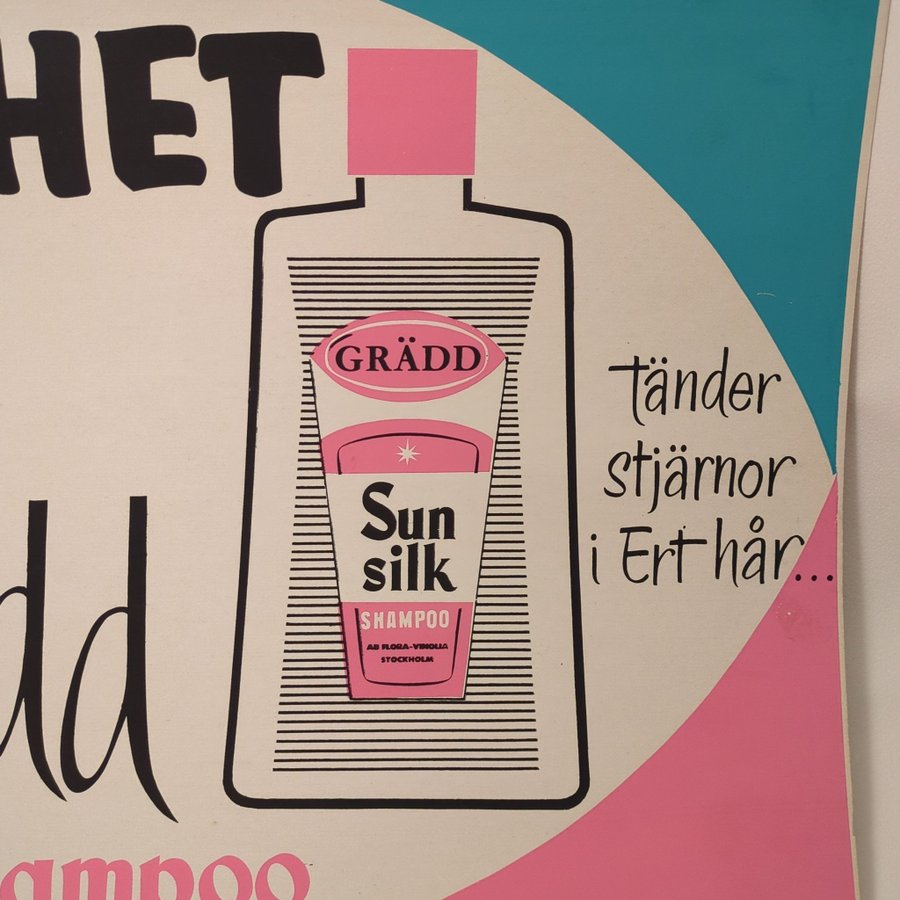 HET
GRÄDD
Sun
silk
SHAMPOO
AB FLORA-VINOLIA
STOCKHOLM
tänder
stjärnor
i Ert hår...
dd
ampoo